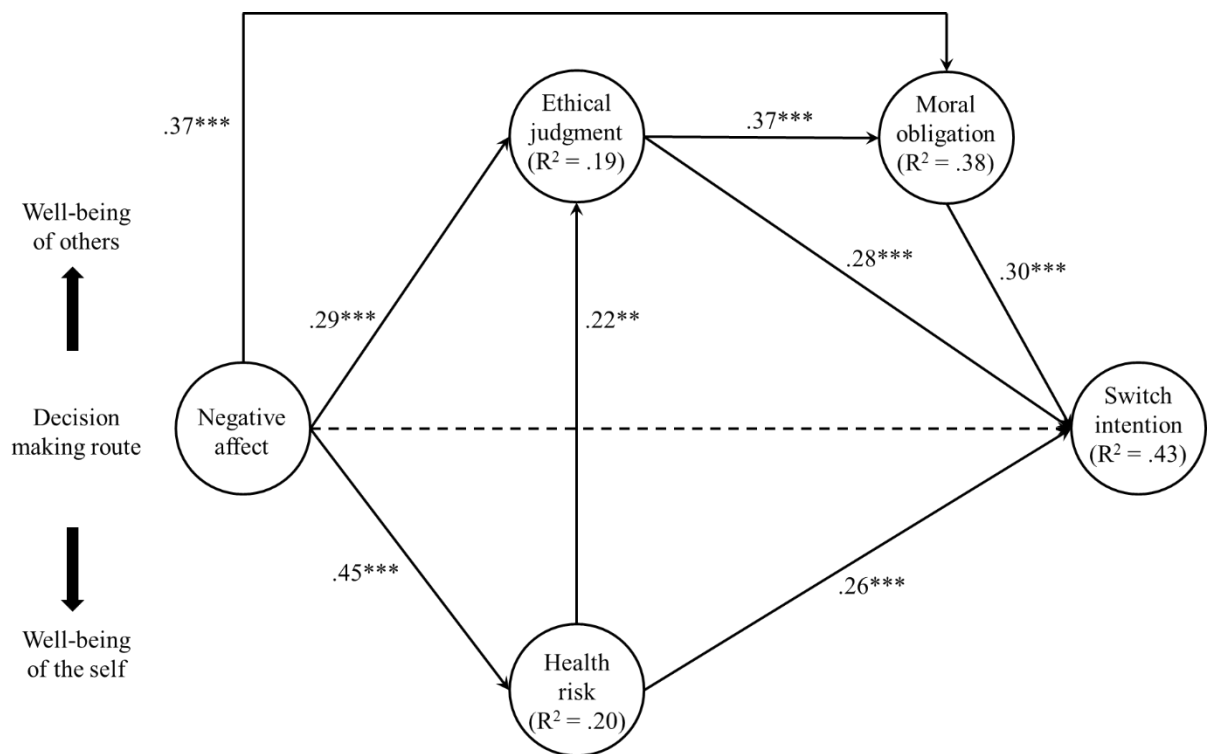 .37***
Ethical
judgment
(R² = .19)
.37***
Moral
obligation
(R² = .38)
Well-being
of others
.29***
.22**
.28***
.30***
Decision
making route
Negative
affect
Switch
intention
(R² = .43)
.45***
.26***
Well-being
of the self
Health
risk
(R² = .20)